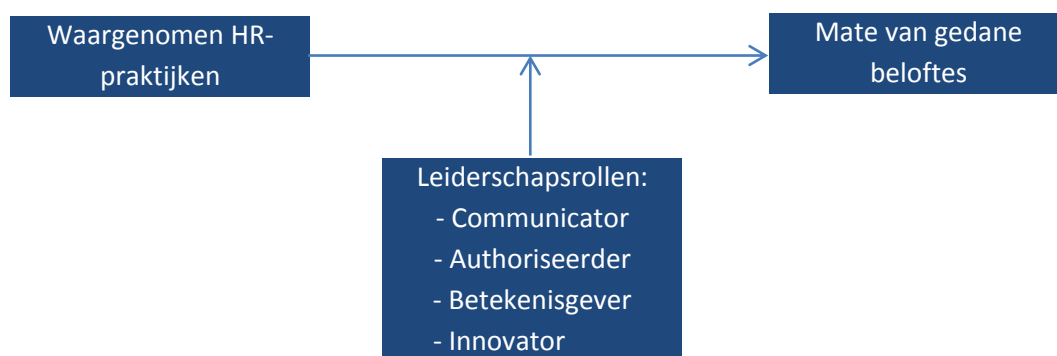 Waargenomen HR-
praktijken
Mate van gedane
beloftes
Leiderschapsrollen:
- Communicator
- Authoriseerder
- Betekenisgever
- Innovator